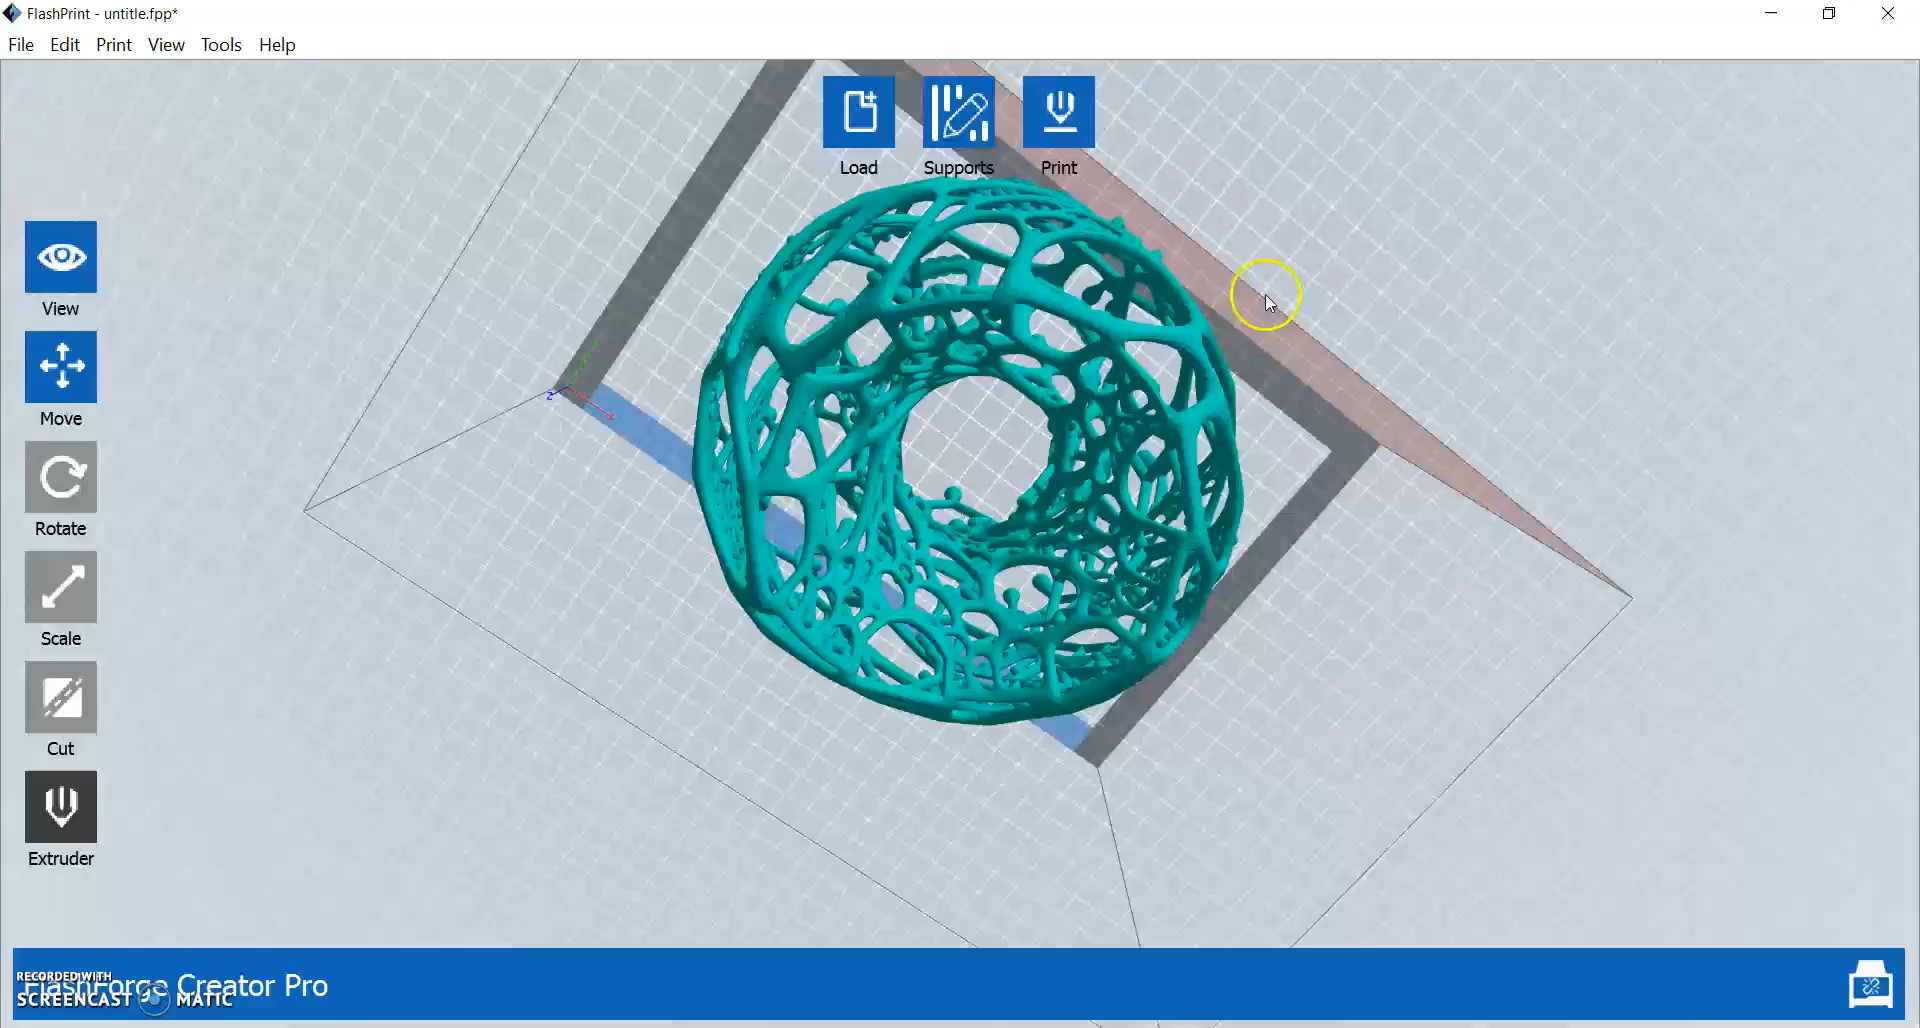 FlashPrint - untitle.fpp*
File Edit Print View Tools Help
Load Supports Print
View
Move
Rotate
Scale
Cut
Extruder
z
x
FlashForge Creator Pro
RECORDED WITH
SCREENCAST MATIC